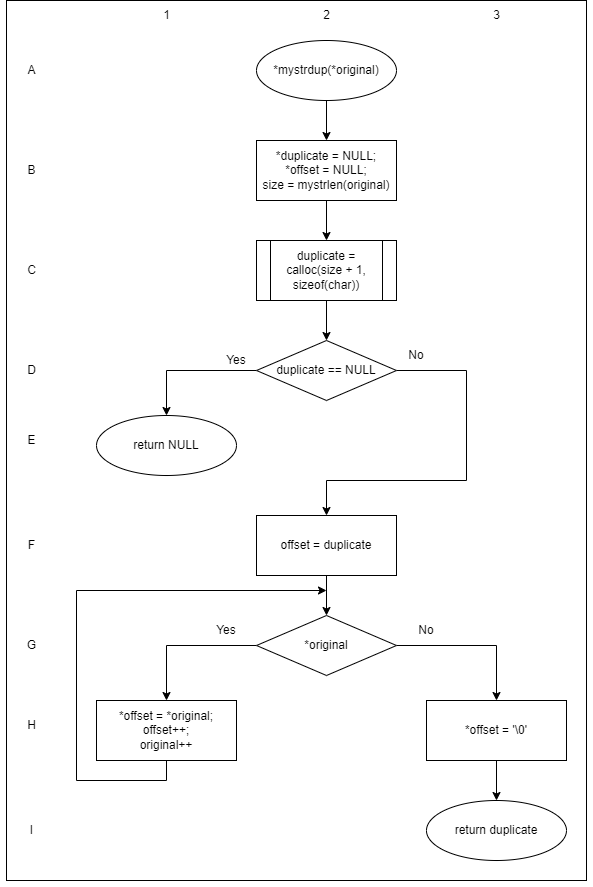 1
2
3
A
*mystrdup(*original)
B
*duplicate = NULL;
*offset = NULL;
size = mystrlen(original)
C
duplicate =
calloc(size + 1,
sizeof(char))
Yes
No
D
duplicate == NULL
E
return NULL
F
offset = duplicate
Yes
No
G
*original
H
*offset = *original;
offset++;
original++
*offset = '\0'
I
return duplicate